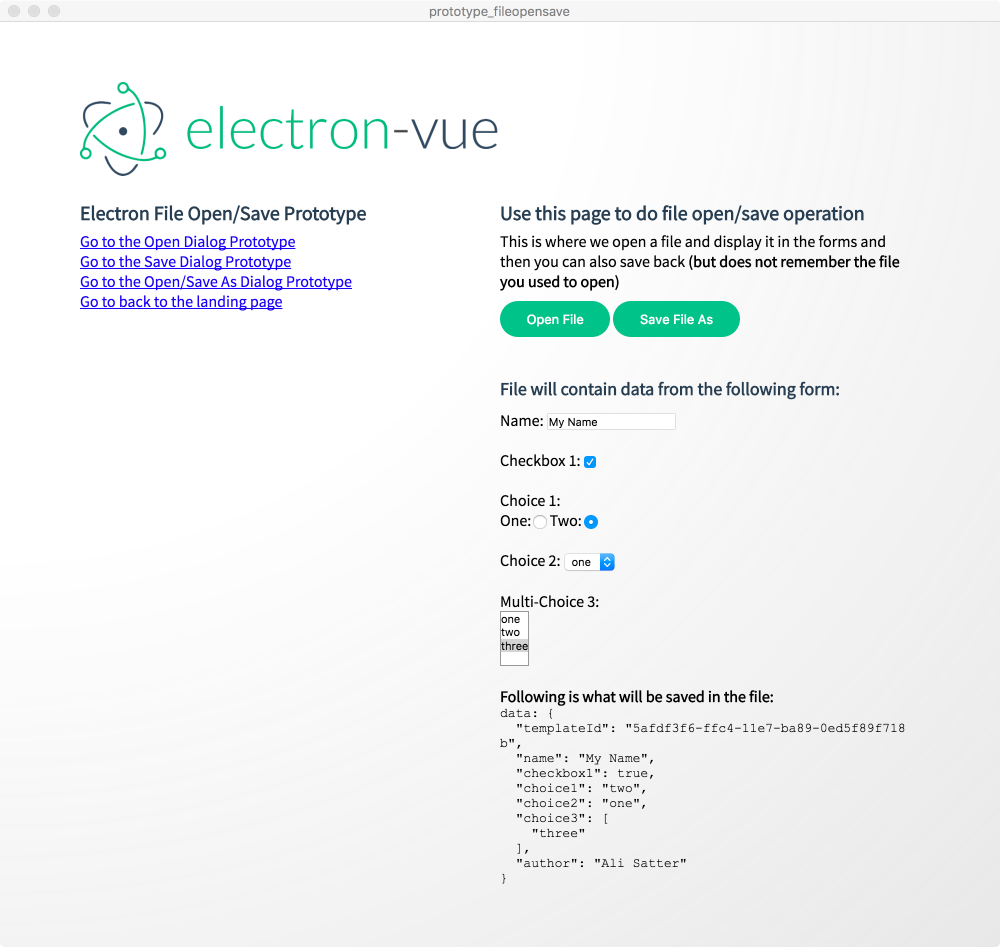 prototype_fileopensave
electron-vue
Electron File Open/Save Prototype
Go to the Open Dialog Prototype
Go to the Save Dialog Prototype
Go to the Open/Save As Dialog Prototype
Go to back to the landing page
Use this page to do file open/save operation
This is where we open a file and display it in the forms and
then you can also save back (but does not remember the file
you used to open)
Open File
Save File As
File will contain data from the following form:
Name: My Name
Checkbox 1:
Choice 1:
One: Two:
Choice 2: one
Multi-Choice 3:
one
two
three
Following is what will be saved in the file:
data: {
  "templateId": "5afdf3f6-ffc4-11e7-ba89-0ed5f89f718
b",
  "name": "My Name",
  "checkbox1": true,
  "choice1": "two",
  "choice2": "one",
  "choice3": [
    "three"
  ],
  "author": "Ali Satter"
}